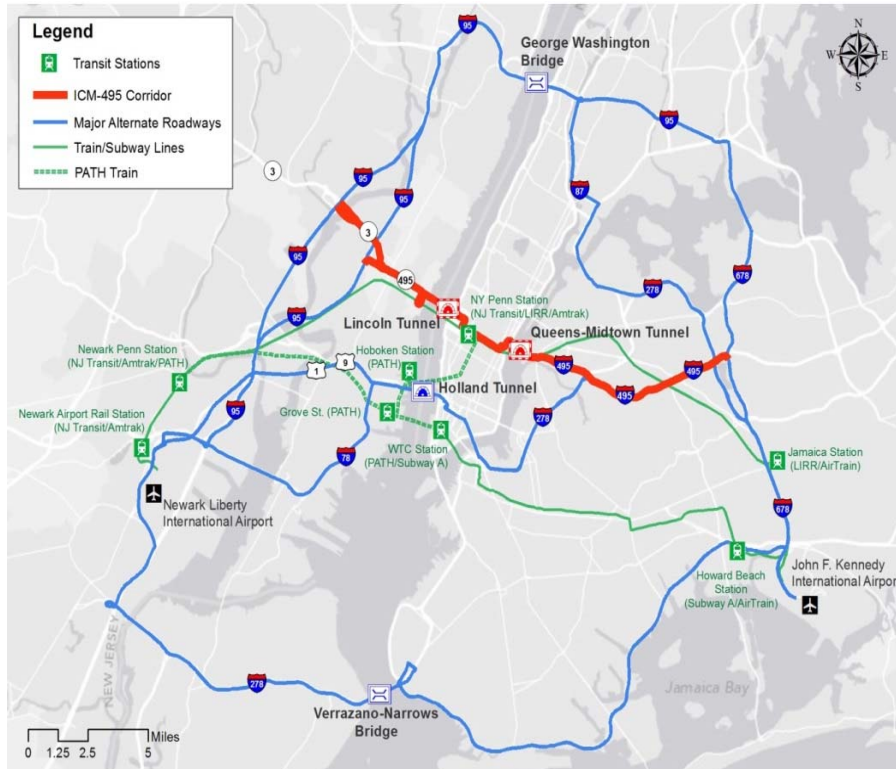 Legend
Transit Stations
ICM-495 Corridor
Major Alternate Roadways
Train/Subway Lines
PATH Train
N
W
E
S
95
George Washington
Bridge
95
3
95
95
87
3
95
678
278
495
NY Penn Station
(NJ Transit/LIRR/Amtrak)
95
Lincoln Tunnel
Queens-Midtown Tunnel
Newark Penn Station
(NJ Transit/Amtrak/PATH)
Hoboken Station
(PATH)
9
1
495
495
495
Holland Tunnel
Newark Airport Rail Station
(NJ Transit/Amtrak)
95
Grove St. (PATH)
278
WTC Station
(PATH/Subway A)
78
Jamaica Station
(LIRR/AirTrain)
Newark Liberty
International Airport
678
Howard Beach
Station
(Subway A/AirTrain)
John F. Kennedy
International Airport
NEW JERSEY
278
Verrazano-Narrows
Bridge
Jamaica Bay
Miles
0 1.25 2.5 5